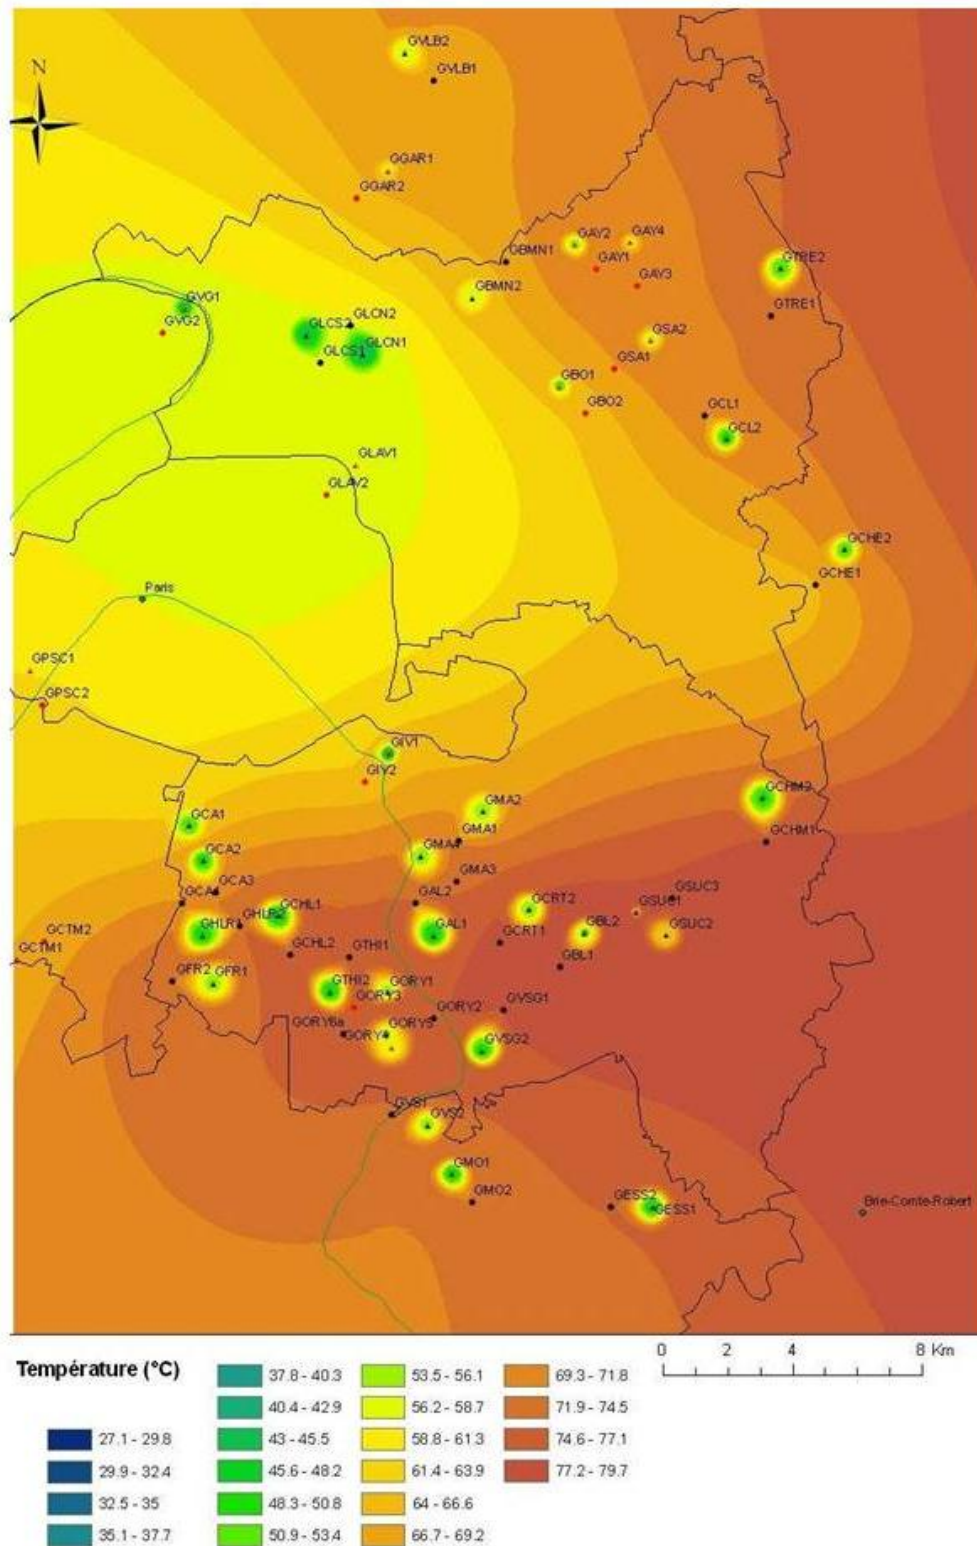 GVLB2
GVLB1
N
GGAR1
GGAR2
GAY2
GAY4
GBMN1
GAY1
GTRE2
GAY3
GBMN2
GVG1
GTRE1
GLCS2
GLCN2
GVG2
GLCN1
GSA2
GLCS1
GSA1
GBO1
GBO2
GCL1
GCL2
GLAV1
GLAV2
GCHE2
GCHE1
Paris
GPSC1
GPSC2
GIV1
GIV2
GCHM2
GMA2
GCA1
GMA1
GCHM1
GMA4
GCA2
GMA3
GCA3
GSUC3
GAL2
GCRT2
GSUC1
GCHL1
GHLR2
GHLR1
GAL1
GBL2
GSUC2
GCTM2
GCTM1
GCRT1
GCHL2
GTHI1
GBL1
GFR2
GFR1
GTHI2
GORY1
GORY3
GORY2
GVSG1
GORY6a
GORY4
GORY5
GVSG2
GVS1
GVS2
GMO1
GMO2
GESS2
GESS1
Brie-Comte-Robert
0 2 4 8 Km
Température (°C)
27.1 - 29.8
29.9 - 32.4
32.5 - 35
35.1 - 37.7
37.8 - 40.3
40.4 - 42.9
43 - 45.5
45.6 - 48.2
48.3 - 50.8
50.9 - 53.4
53.5 - 56.1
56.2 - 58.7
58.8 - 61.3
61.4 - 63.9
64 - 66.6
66.7 - 69.2
69.3 - 71.8
71.9 - 74.5
74.6 - 77.1
77.2 - 79.7